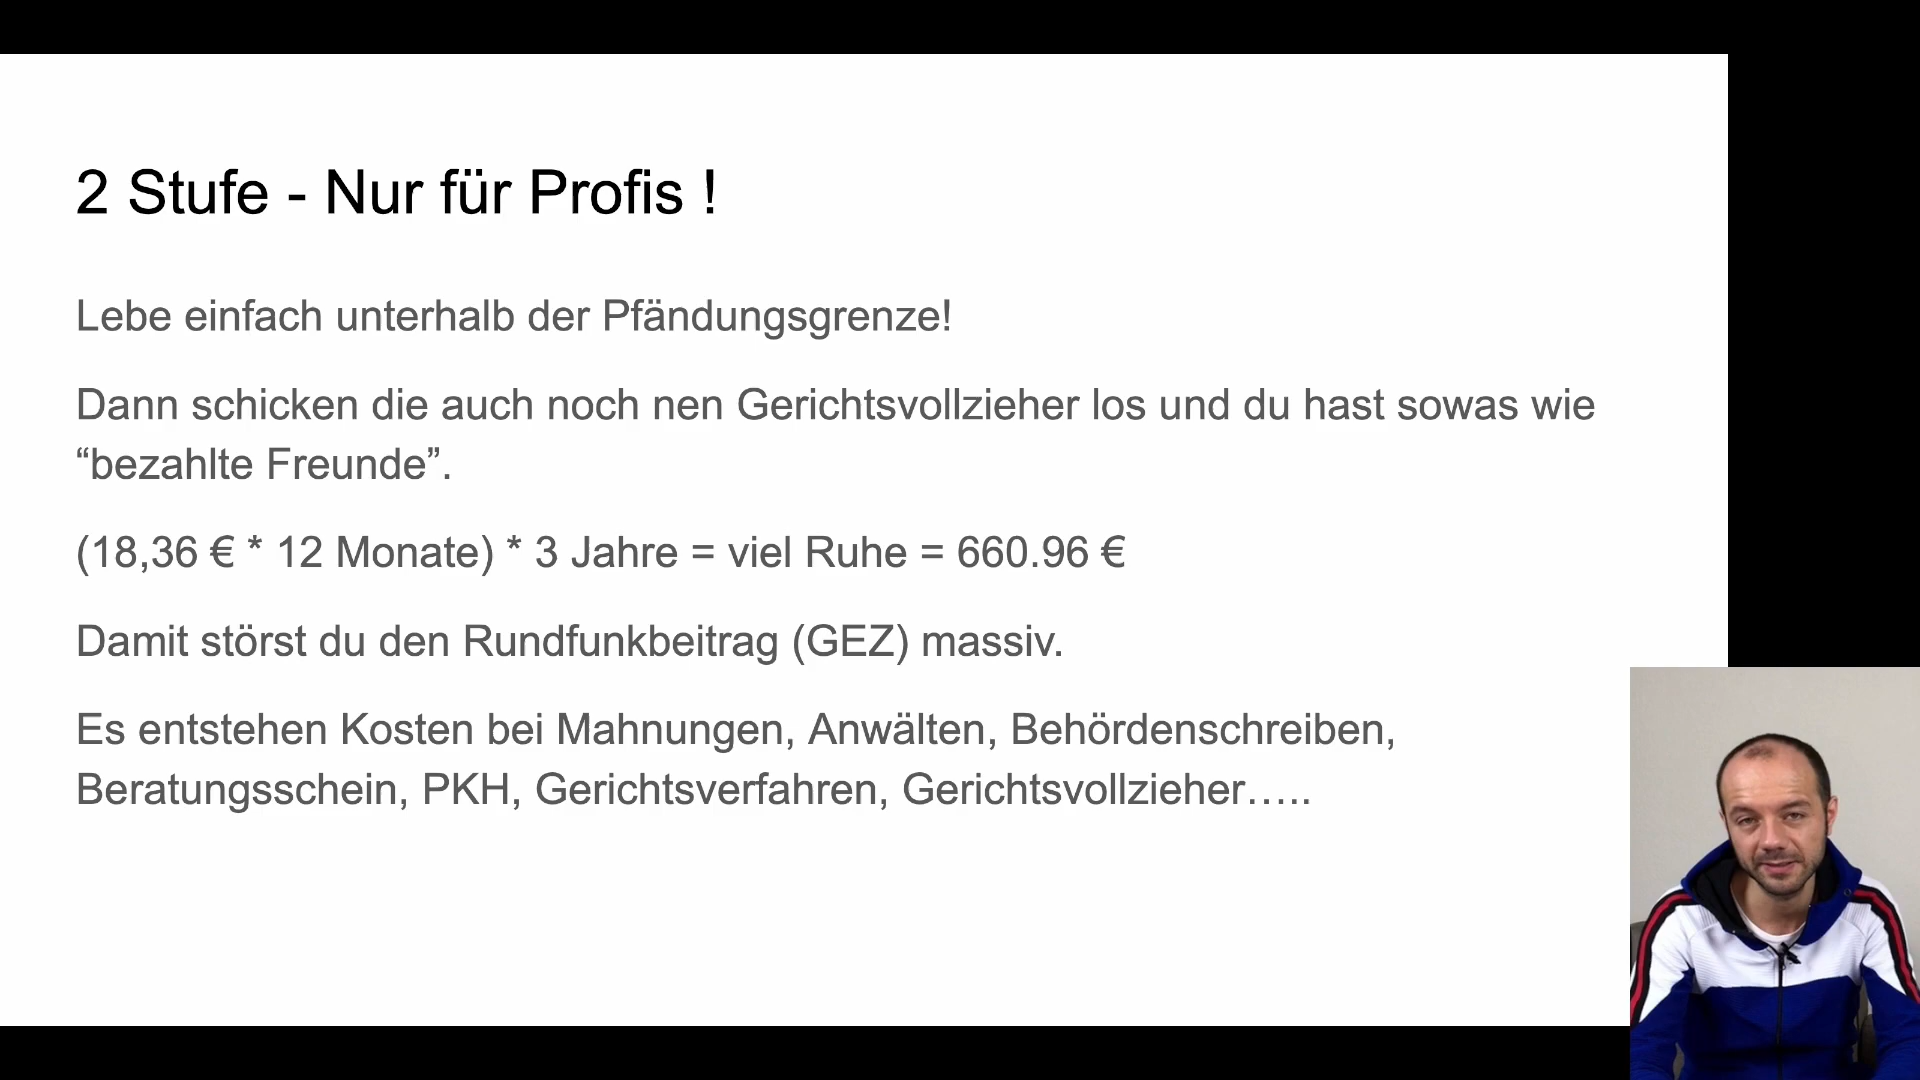 2 Stufe - Nur für Profis !
Lebe einfach unterhalb der Pfändungsgrenze!
Dann schicken die auch noch nen Gerichtsvollzieher los und du hast sowas wie
“bezahlte Freunde”.
(18,36 € * 12 Monate) * 3 Jahre = viel Ruhe = 660.96 €
Damit störst du den Rundfunkbeitrag (GEZ) massiv.
Es entstehen Kosten bei Mahnungen, Anwälten, Behördenschreiben,
Beratungsschein, PKH, Gerichtsverfahren, Gerichtsvollzieher…..